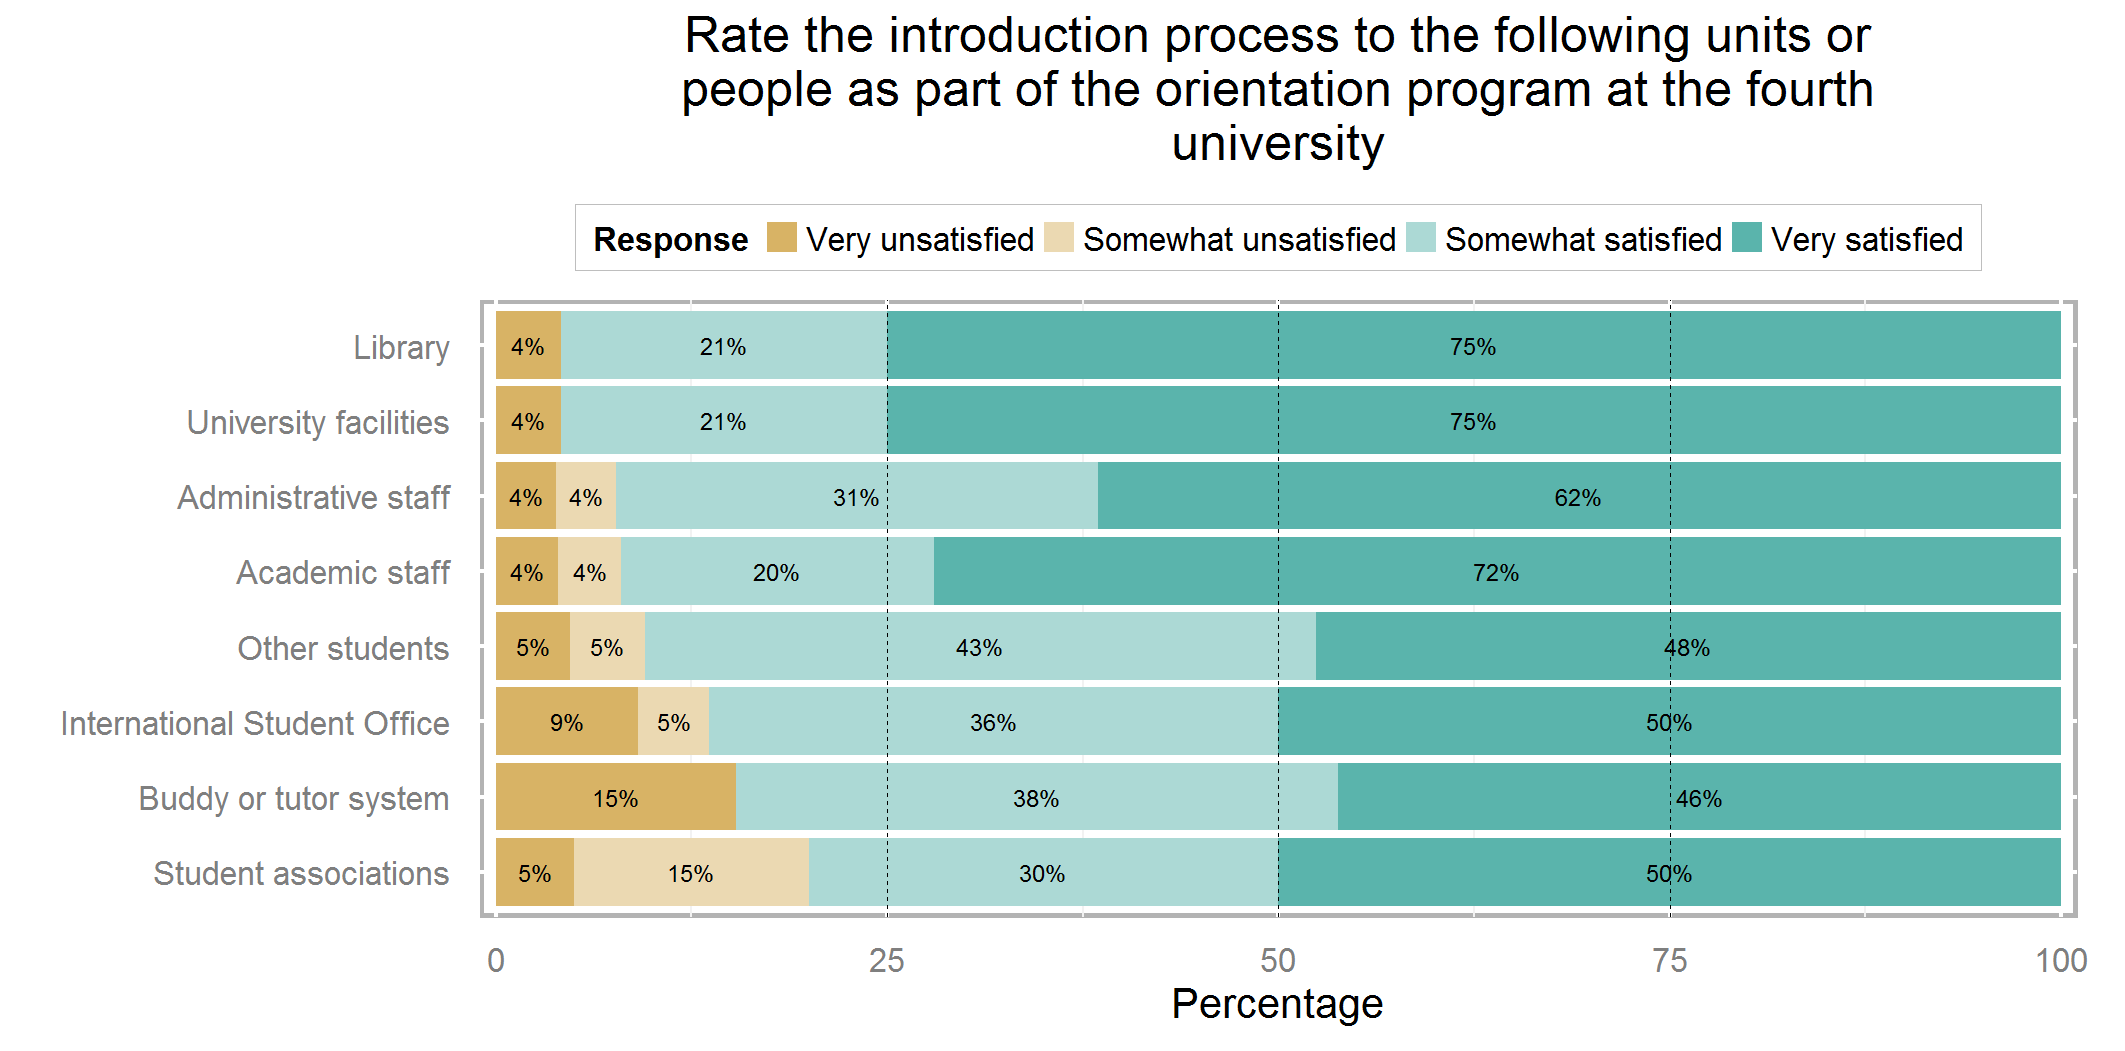 Rate the introduction process to the following units or
people as part of the orientation program at the fourth
university
Response Very unsatisfied Somewhat unsatisfied Somewhat satisfied Very satisfied
Library 4% 21% 75%
University facilities 4% 21% 75%
Administrative staff 4% 4% 31% 62%
Academic staff 4% 4% 20% 72%
Other students 5% 5% 43% 48%
International Student Office 9% 5% 36% 50%
Buddy or tutor system 15% 38% 46%
Student associations 5% 15% 30% 50%
0 25 50 75 100
Percentage